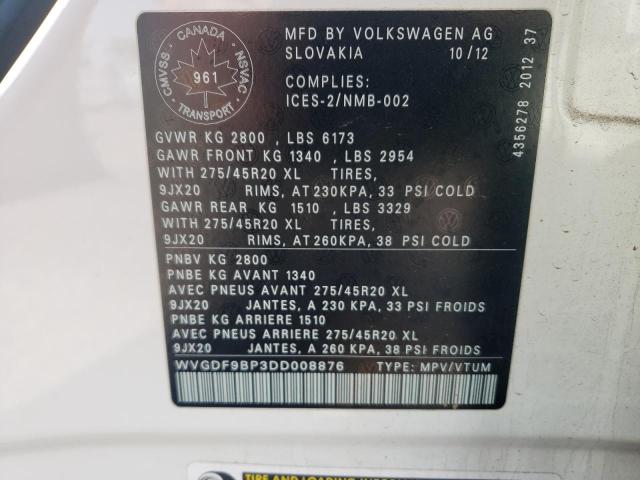 CANADA
CMVSS
NSVAC
961
TRANSPORT
MFD BY VOLKSWAGEN AG
SLOVAKIA 10/12
COMPLIES:
ICES-2/NMB-002
4356278 2012 37
GVWR KG 2800 , LBS 6173
GAWR FRONT KG 1340 , LBS 2954
WITH 275/45R20 XL TIRES,
9JX20 RIMS, AT 230KPA, 33 PSI COLD
GAWR REAR KG 1510 , LBS 3329
WITH 275/45R20 XL TIRES,
9JX20 RIMS, AT 260KPA, 38 PSI COLD
PNBV KG 2800
PNBE KG AVANT 1340
AVEC PNEUS AVANT 275/45R20 XL
9JX20 JANTES, A 230 KPA, 33 PSI FROIDS
PNBE KG ARRIERE 1510
AVEC PNEUS ARRIERE 275/45R20 XL
9JX20 JANTES, A 260 KPA, 38 PSI FROIDS
WVGDF9BP3DD008876 TYPE: MPV/VTUM
TIRE AND LOADING